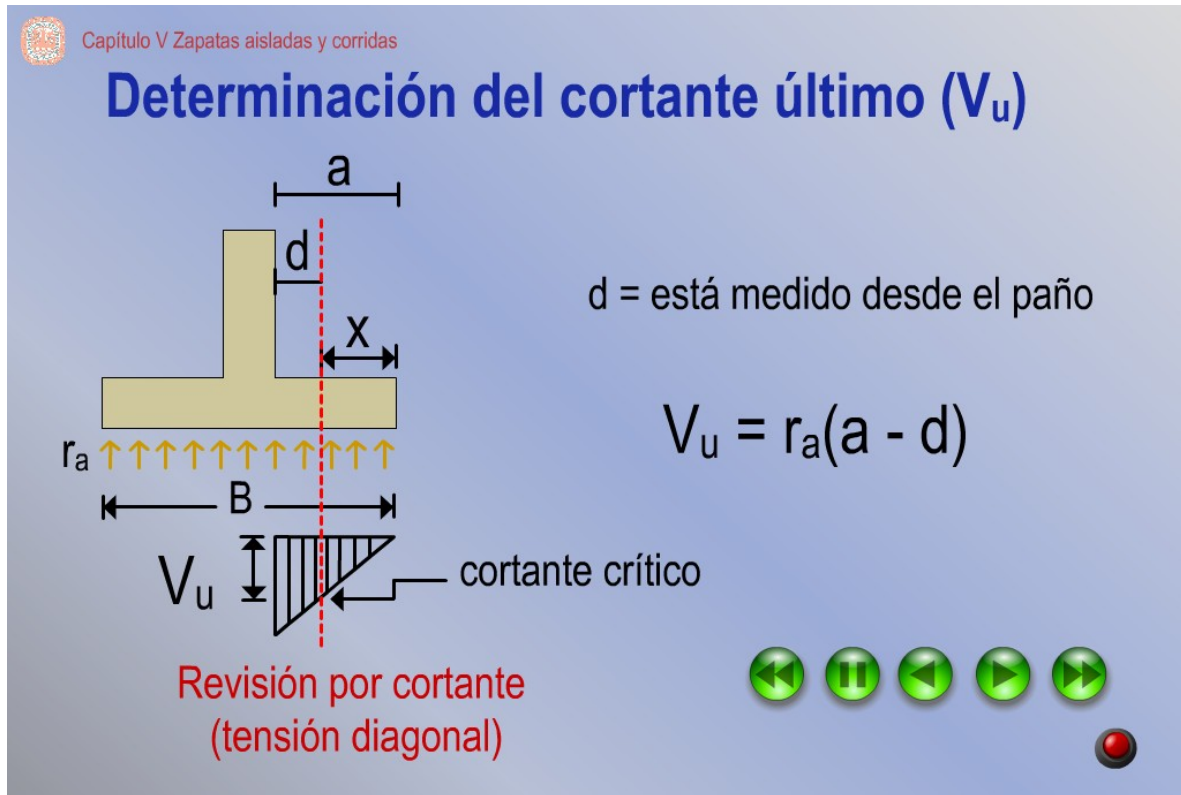 Capítulo V Zapatas aisladas y corridas
Determinación del cortante último (Vu)
a
d
x
d = está medido desde el paño
Vu = ra(a - d)
ra
B
Vu
cortante crítico
Revisión por cortante
(tensión diagonal)